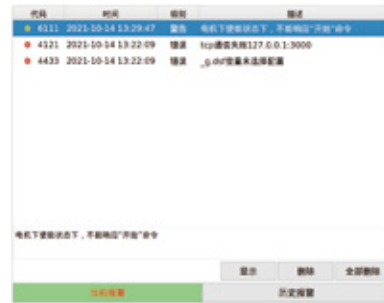 代码 时间 级别 描述
6111 2021-10-14 13:29:47 警告 电机下使能状态下，不能响应"开始"命令
4121 2021-10-14 13:22:09 错误 tcp通信失败127.0.0.1:3000
4433 2021-10-14 13:22:09 错误 _g.dsf变量未选择配置
电机下使能状态下，不能响应"开始"命令
显示 删除 全部删除
当前报警 历史报警